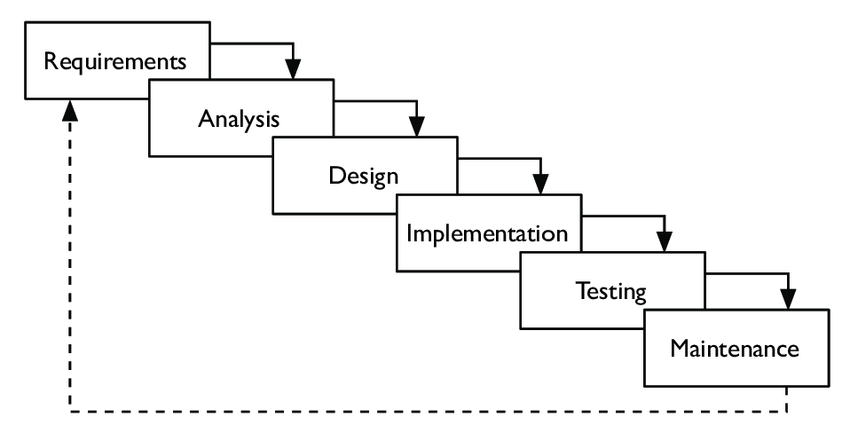 Requirements
Analysis
Design
Implementation
Testing
Maintenance